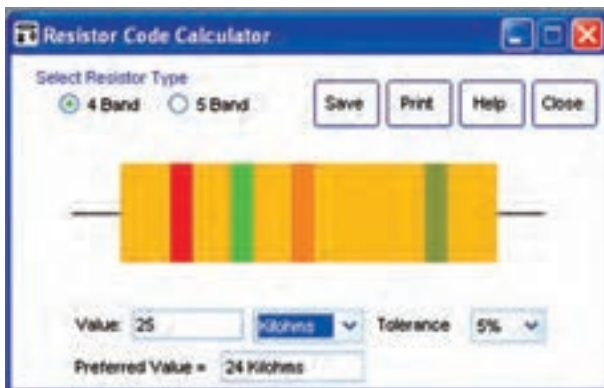 Resistor Code Calculator
Select Resistor Type
4 Band 5 Band Save Print Help Close
Value: 25 Kilohms Tolerance 5%
Preferred Value = 24 Kilohms